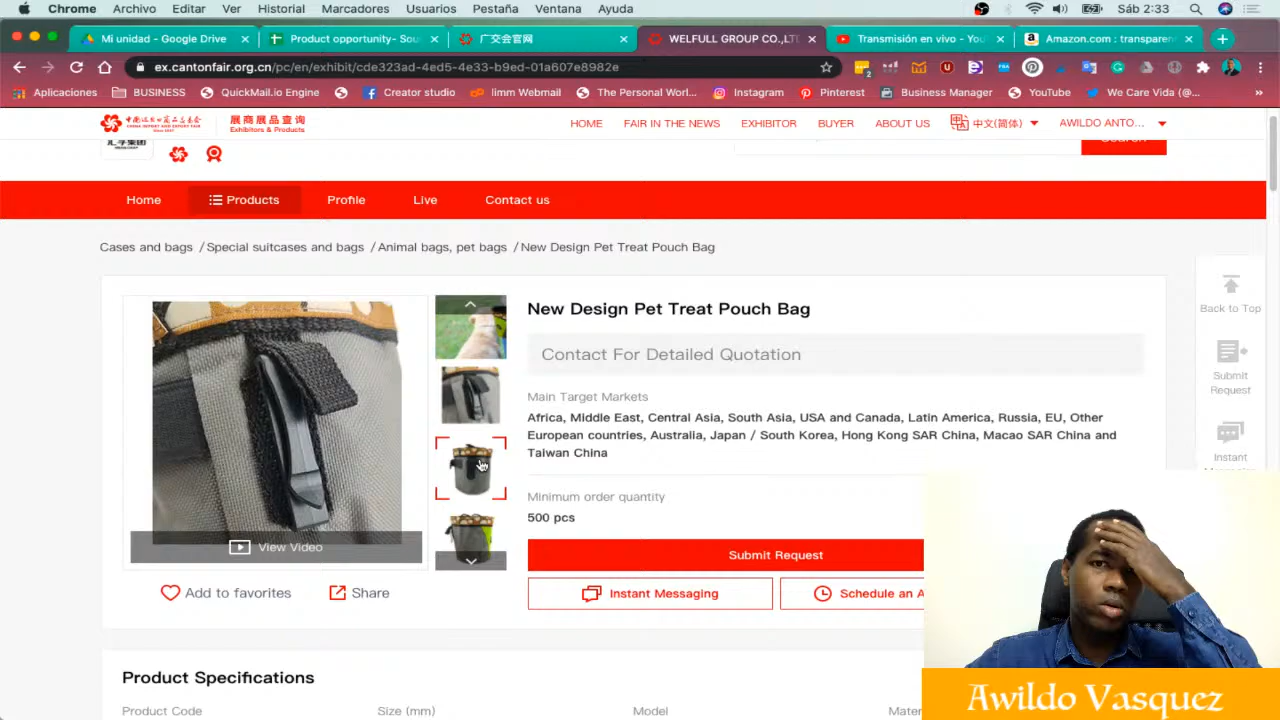 Chrome Archivo Editar Ver Historial Marcadores Usuarios Pestaña Ventana Ayuda Sáb 2:33
Mi unidad - Google Drive
Product opportunity- Sou
广交会官网
WELFULL GROUP CO.,LT
Transmisión en vivo - You
Amazon.com : transparen
ex.cantonfair.org.cn/pc/en/exhibit/cde323ad-4ed5-4e33-b9ed-01a607e8982e
Aplicaciones BUSINESS QuickMail.io Engine Creator studio limm Webmail The Personal Worl... Instagram Pinterest Business Manager YouTube We Care Vida (@... »
展商展品查询
Exhibitors & Products
HOME FAIR IN THE NEWS EXHIBITOR BUYER ABOUT US 中文(简体) AWILDO ANTO...
Search
Home Products Profile Live Contact us
Cases and bags /Special suitcases and bags /Animal bags, pet bags /New Design Pet Treat Pouch Bag
New Design Pet Treat Pouch Bag
Contact For Detailed Quotation
Main Target Markets
Africa, Middle East, Central Asia, South Asia, USA and Canada, Latin America, Russia, EU, Other
European countries, Australia, Japan / South Korea, Hong Kong SAR China, Macao SAR China and
Taiwan China
Minimum order quantity
500 pcs
View Video
Submit Request
Add to favorites Share
Instant Messaging
Schedule an A
Back to Top
Submit
Request
Instant
Product Specifications
Product Code Size (mm) Model Mater
Awildo Vasquez